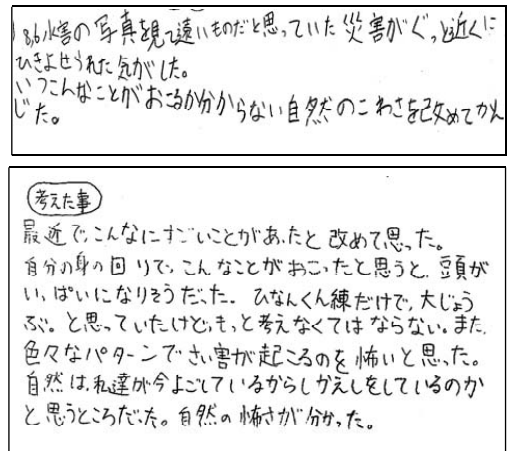 8.6水害の写真を見て遠いものだと思っていた災害がぐっと近くに
ひきよせられた気がした。
いつこんなことがおこるか分からない自然のこわさを改めてかん
じた。
考えた事
最近で、こんなにすごいことがあったと改めて思った。
自分の身の回りで、こんなことがおこったと思うと、頭が
いっぱいになりそうだった。ひなんくん練だけで、大じょう
ぶ。と思っていたけど、もっと考えなくてはならない。また、
色々なパターンでさい害が起こるのを怖いと思った。
自然は、私達が今よごしているからしかえしをしているのか
と思うところだった。自然の怖さが分かった。